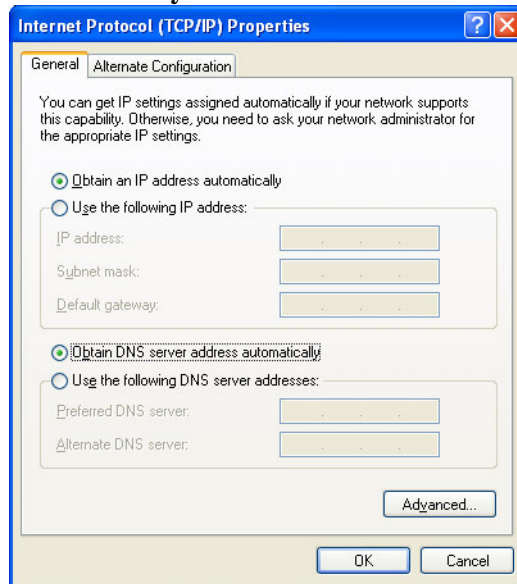 Internet Protocol (TCP/IP) Properties
General
Alternate Configuration
You can get IP settings assigned automatically if your network supports
this capability. Otherwise, you need to ask your network administrator for
the appropriate IP settings.
Obtain an IP address automatically
Use the following IP address:
IP address:
Subnet mask:
Default gateway:
Obtain DNS server address automatically
Use the following DNS server addresses:
Preferred DNS server:
Alternate DNS server:
Advanced...
OK
Cancel